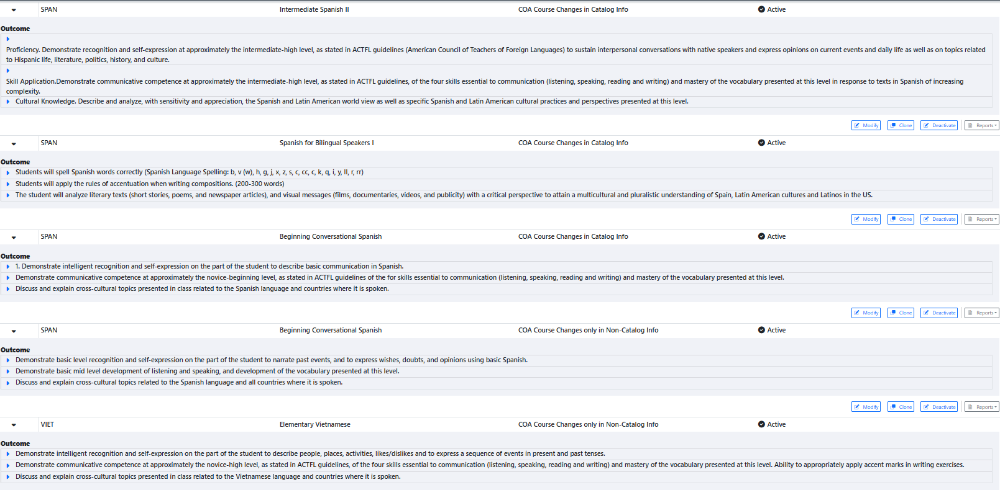 SPAN Intermediate Spanish II COA Course Changes in Catalog Info Active
Outcome
Proficiency. Demonstrate recognition and self-expression at approximately the intermediate-high level, as stated in ACTFL guidelines (American Council of Teachers of Foreign Languages) to sustain interpersonal conversations with native speakers and express opinions on current events and daily life as well as on topics related
to Hispanic life, literature, politics, history, and culture.
Skill Application.Demonstrate communicative competence at approximately the intermediate-high level, as stated in ACTFL guidelines, of the four skills essential to communication (listening, speaking, reading and writing) and mastery of the vocabulary presented at this level in response to texts in Spanish of increasing
complexity.
Cultural Knowledge. Describe and analyze, with sensitivity and appreciation, the Spanish and Latin American world view as well as specific Spanish and Latin American cultural practices and perspectives presented at this level.
Modify Clone Deactivate Reports
SPAN Spanish for Bilingual Speakers I COA Course Changes in Catalog Info Active
Outcome
Students will spell Spanish words correctly (Spanish Language Spelling: b, v (w), h, g, j, x, z, s, c, cc, c, k, q, i, y, ll, r, rr)
Students will apply the rules of accentuation when writing compositions. (200-300 words)
The student will analyze literary texts (short stories, poems, and newspaper articles), and visual messages (films, documentaries, videos, and publicity) with a critical perspective to attain a multicultural and pluralistic understanding of Spain, Latin American cultures and Latinos in the US.
Modify Clone Deactivate Reports
SPAN Beginning Conversational Spanish COA Course Changes in Catalog Info Active
Outcome
1. Demonstrate intelligent recognition and self-expression on the part of the student to describe basic communication in Spanish.
Demonstrate communicative competence at approximately the novice-beginning level, as stated in ACTFL guidelines of the for skills essential to communication (listening, speaking, reading and writing) and mastery of the vocabulary presented at this level.
Discuss and explain cross-cultural topics presented in class related to the Spanish language and countries where it is spoken.
Modify Clone Deactivate Reports
SPAN Beginning Conversational Spanish COA Course Changes only in Non-Catalog Info Active
Outcome
Demonstrate basic level recognition and self-expression on the part of the student to narrate past events, and to express wishes, doubts, and opinions using basic Spanish.
Demonstrate basic mid level development of listening and speaking, and development of the vocabulary presented at this level.
Discuss and explain cross-cultural topics related to the Spanish language and all countries where it is spoken.
Modify Clone Deactivate Reports
VIET Elementary Vietnamese COA Course Changes only in Non-Catalog Info Active
Outcome
Demonstrate intelligent recognition and self-expression on the part of the student to describe people, places, activities, likes/dislikes and to express a sequence of events in present and past tenses.
Demonstrate communicative competence at approximately the novice-high level, as stated in ACTFL guidelines, of the four skills essential to communication (listening, speaking, reading and writing) and mastery of the vocabulary presented at this level. Ability to appropriately apply accent marks in writing exercises.
Discuss and explain cross-cultural topics presented in class related to the Vietnamese language and countries where it is spoken.